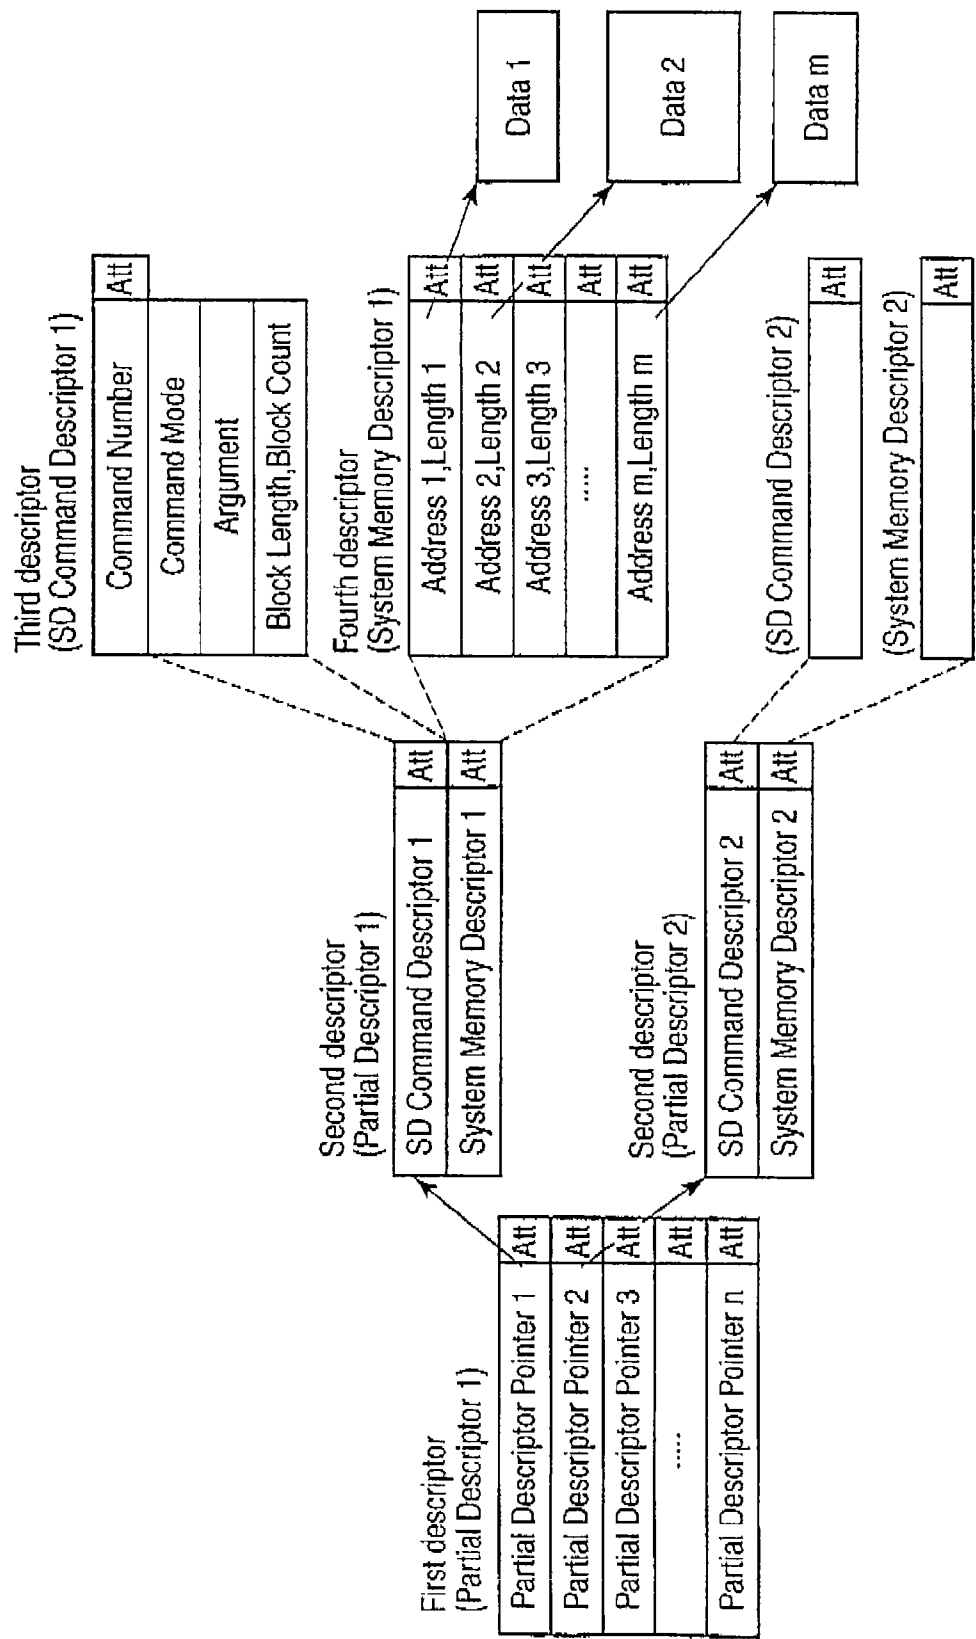 First descriptor
(Partial Descriptor 1)
Partial Descriptor Pointer 1 Att
Partial Descriptor Pointer 2 Att
Partial Descriptor Pointer 3 Att
..... Att
Partial Descriptor Pointer n Att
Second descriptor
(Partial Descriptor 1)
SD Command Descriptor 1 Att
System Memory Descriptor 1 Att
Second descriptor
(Partial Descriptor 2)
SD Command Descriptor 2 Att
System Memory Descriptor 2 Att
Third descriptor
(SD Command Descriptor 1)
Command Number Att
Command Mode
Argument
Block Length,Block Count
Fourth descriptor
(System Memory Descriptor 1)
Address 1,Length 1 Att
Address 2,Length 2 Att
Address 3,Length 3 Att
..... Att
Address m,Length m Att
(SD Command Descriptor 2)
Att
(System Memory Descriptor 2)
Att
Data 1
Data 2
Data m